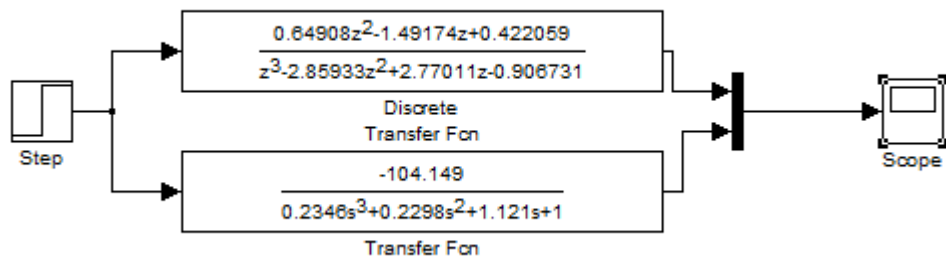 0.64908z²-1.49174z+0.422059
z³-2.85933z²+2.77011z-0.906731
Discrete
Transfer Fcn
Step
-104.149
0.2346s³+0.2298s²+1.121s+1
Transfer Fcn
Scope